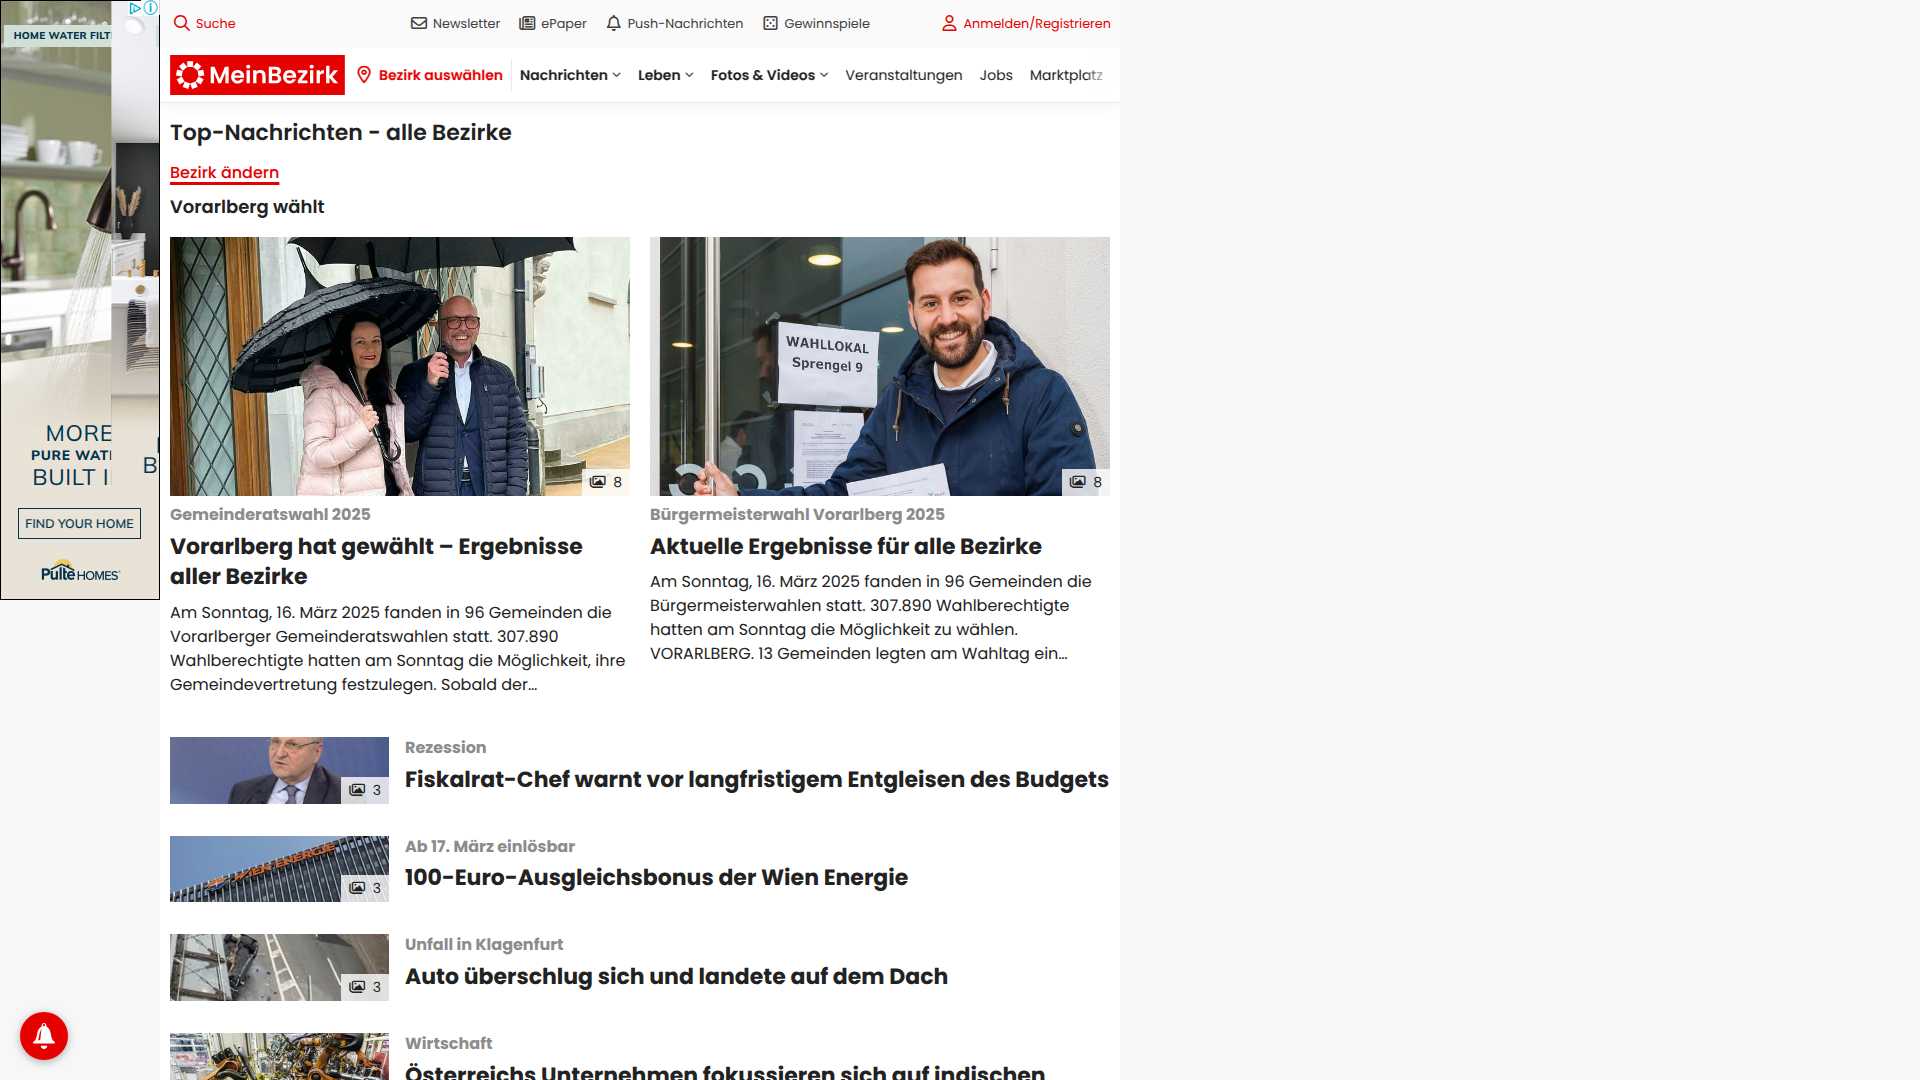 HOME WATER FILT
MORE
PURE WAT
BUILT I
B
FIND YOUR HOME
Pulte HOMES
Suche
Newsletter
ePaper
Push-Nachrichten
Gewinnspiele
Anmelden/Registrieren
MeinBezirk
Bezirk auswählen
Nachrichten
Leben
Fotos & Videos
Veranstaltungen
Jobs
Marktplatz
Top-Nachrichten - alle Bezirke
Bezirk ändern
Vorarlberg wählt
8
Gemeinderatswahl 2025
Vorarlberg hat gewählt – Ergebnisse
aller Bezirke
Am Sonntag, 16. März 2025 fanden in 96 Gemeinden die
Vorarlberger Gemeinderatswahlen statt. 307.890
Wahlberechtigte hatten am Sonntag die Möglichkeit, ihre
Gemeindevertretung festzulegen. Sobald der...
WAHLLOKAL
Sprengel 9
8
Bürgermeisterwahl Vorarlberg 2025
Aktuelle Ergebnisse für alle Bezirke
Am Sonntag, 16. März 2025 fanden in 96 Gemeinden die
Bürgermeisterwahlen statt. 307.890 Wahlberechtigte
hatten am Sonntag die Möglichkeit zu wählen.
VORARLBERG. 13 Gemeinden legten am Wahltag ein...
3
Rezession
Fiskalrat-Chef warnt vor langfristigem Entgleisen des Budgets
WIEN ENERGIE
3
Ab 17. März einlösbar
100-Euro-Ausgleichsbonus der Wien Energie
3
Unfall in Klagenfurt
Auto überschlug sich und landete auf dem Dach
Wirtschaft
Österreichs Unternehmen fokussieren sich auf indischen